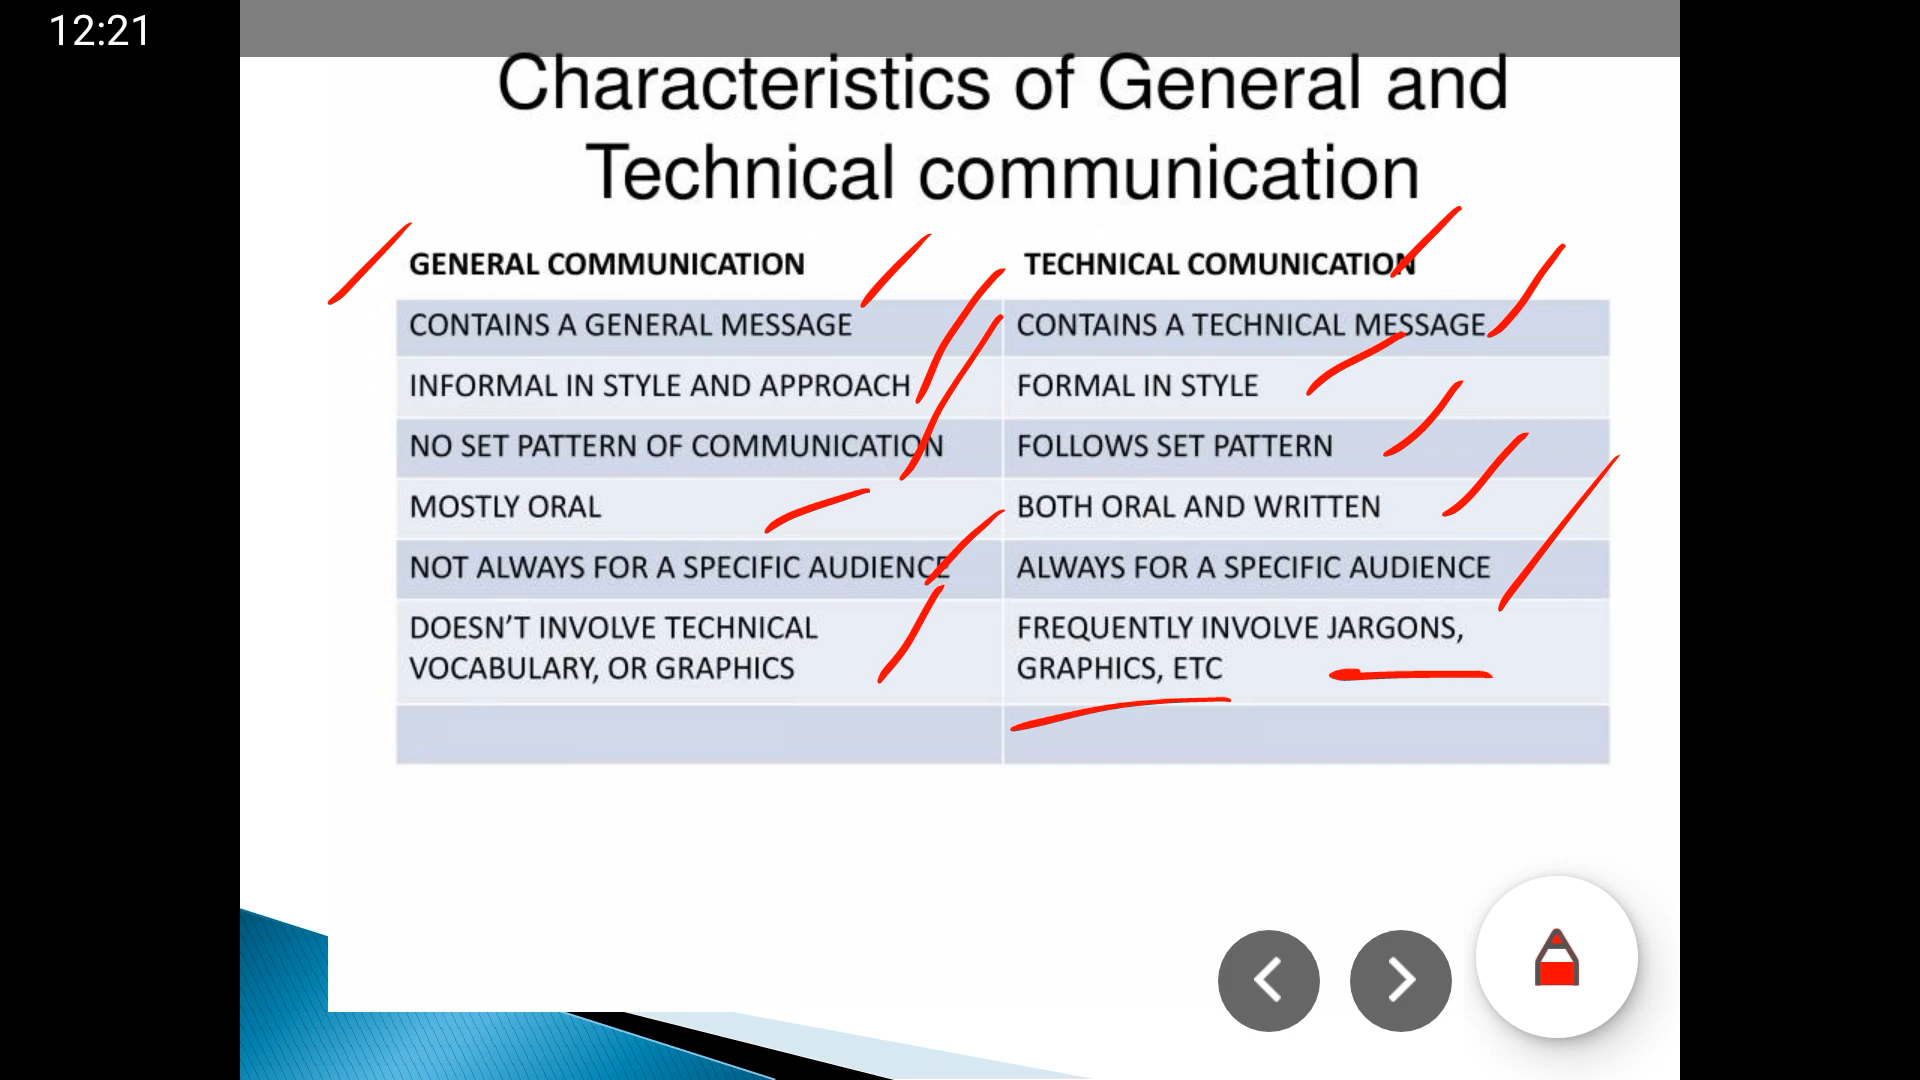 12:21
Characteristics of General and
Technical communication
GENERAL COMMUNICATION
TECHNICAL COMUNICATION
CONTAINS A GENERAL MESSAGE
CONTAINS A TECHNICAL MESSAGE
INFORMAL IN STYLE AND APPROACH
FORMAL IN STYLE
NO SET PATTERN OF COMMUNICATION
FOLLOWS SET PATTERN
MOSTLY ORAL
BOTH ORAL AND WRITTEN
NOT ALWAYS FOR A SPECIFIC AUDIENCE
ALWAYS FOR A SPECIFIC AUDIENCE
DOESN’T INVOLVE TECHNICAL
VOCABULARY, OR GRAPHICS
FREQUENTLY INVOLVE JARGONS,
GRAPHICS, ETC